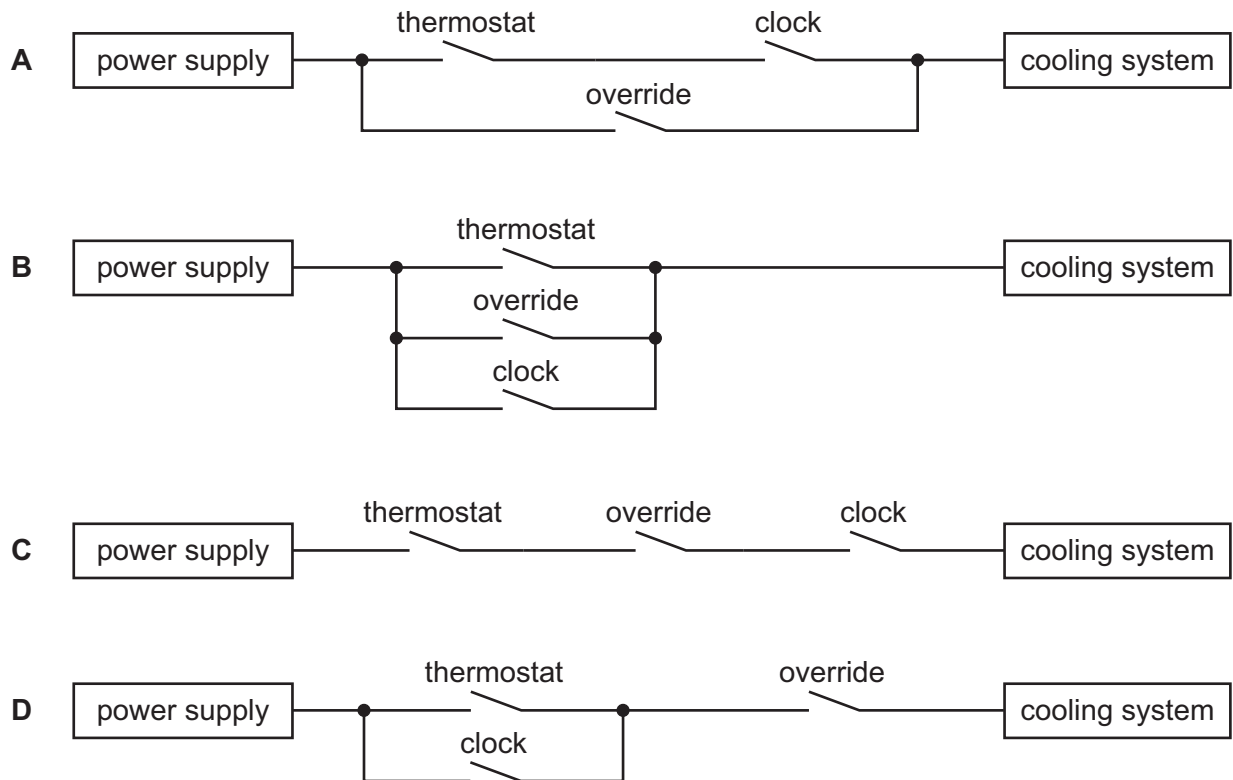 thermostat clock
A power supply cooling system
override
thermostat
B power supply cooling system
override
clock
thermostat override clock
C power supply cooling system
thermostat override
D power supply cooling system
clock